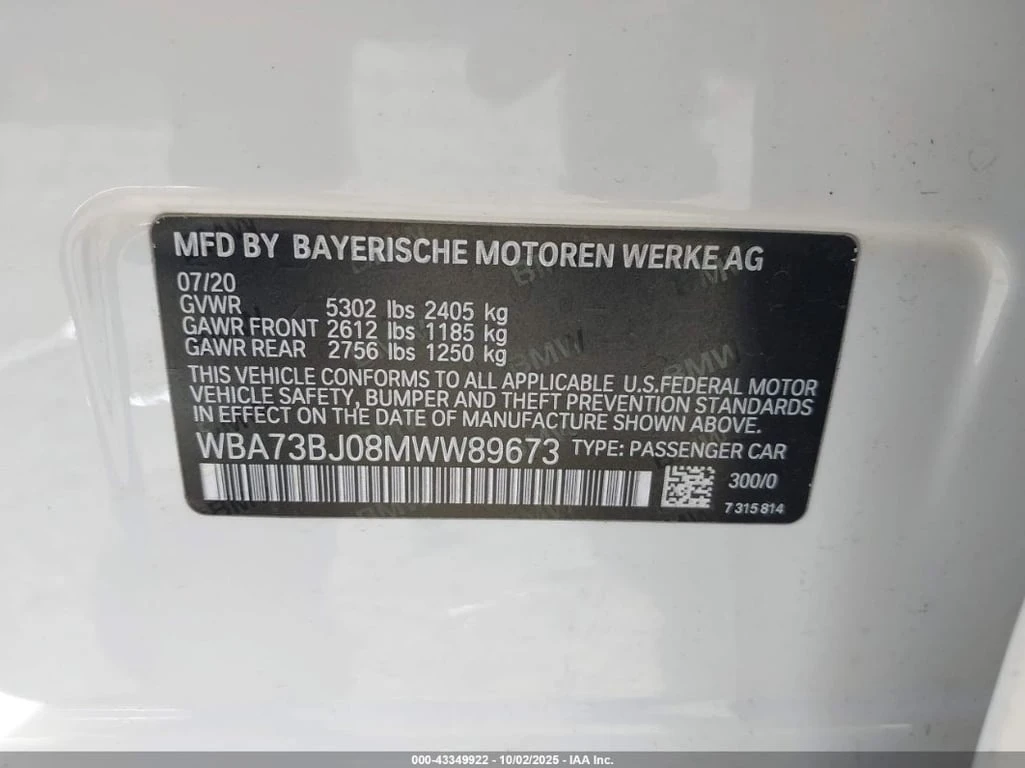 MFD BY BAYERISCHE MOTOREN WERKE AG
07/20
GVWR 5302 lbs 2405 kg
GAWR FRONT 2612 lbs 1185 kg
GAWR REAR 2756 lbs 1250 kg
THIS VEHICLE CONFORMS TO ALL APPLICABLE U.S.FEDERAL MOTOR
VEHICLE SAFETY, BUMPER AND THEFT PREVENTION STANDARDS
IN EFFECT ON THE DATE OF MANUFACTURE SHOWN ABOVE.
WBA73BJ08MWW89673 TYPE: PASSENGER CAR
300/0
7 315 814
000-43349922 - 10/02/2025 - IAA Inc.